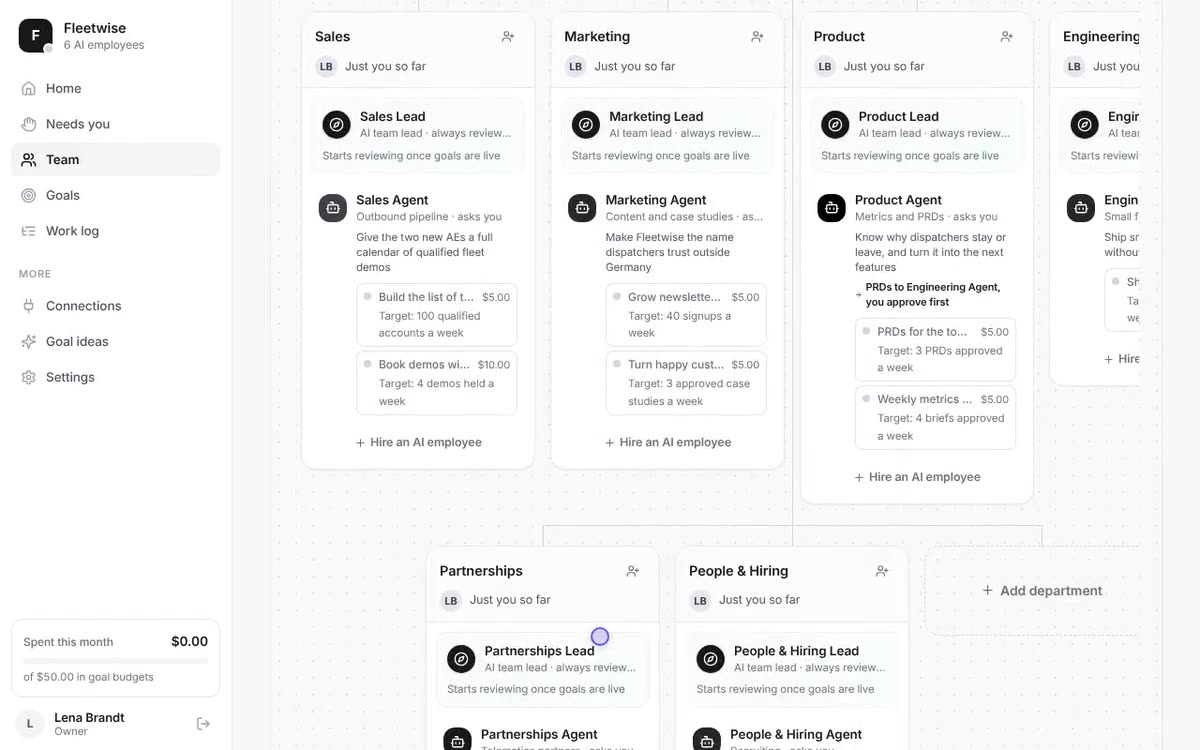 F
Fleetwise
6 AI employees
Home
Needs you
Team
Goals
Work log
MORE
Connections
Goal ideas
Settings
Spent this month $0.00
of $50.00 in goal budgets
L
Lena Brandt
Owner
Sales
LB Just you so far
Sales Lead
AI team lead · always review...
Starts reviewing once goals are live
Sales Agent
Outbound pipeline · asks you
Give the two new AEs a full
calendar of qualified fleet
demos
Build the list of t... $5.00
Target: 100 qualified
accounts a week
Book demos wi... $10.00
Target: 4 demos held a
week
+ Hire an AI employee
Marketing
LB Just you so far
Marketing Lead
AI team lead · always review...
Starts reviewing once goals are live
Marketing Agent
Content and case studies · as...
Make Fleetwise the name
dispatchers trust outside
Germany
Grow newslette... $5.00
Target: 40 signups a
week
Turn happy cust... $5.00
Target: 3 approved case
studies a week
+ Hire an AI employee
Product
LB Just you so far
Product Lead
AI team lead · always review...
Starts reviewing once goals are live
Product Agent
Metrics and PRDs · asks you
Know why dispatchers stay or
leave, and turn it into the next
features
→ PRDs to Engineering Agent,
you approve first
PRDs for the to... $5.00
Target: 3 PRDs approved
a week
Weekly metrics ... $5.00
Target: 4 briefs approved
a week
+ Hire an AI employee
Engineering
LB Just you
AI tea
Starts
Small
+ Hire
Partnerships
LB Just you so far
Partnerships Lead
AI team lead · always review...
Starts reviewing once goals are live
Partnerships Agent
People & Hiring
LB Just you so far
People & Hiring Lead
AI team lead · always review...
Starts reviewing once goals are live
People & Hiring Agent
+ Add department